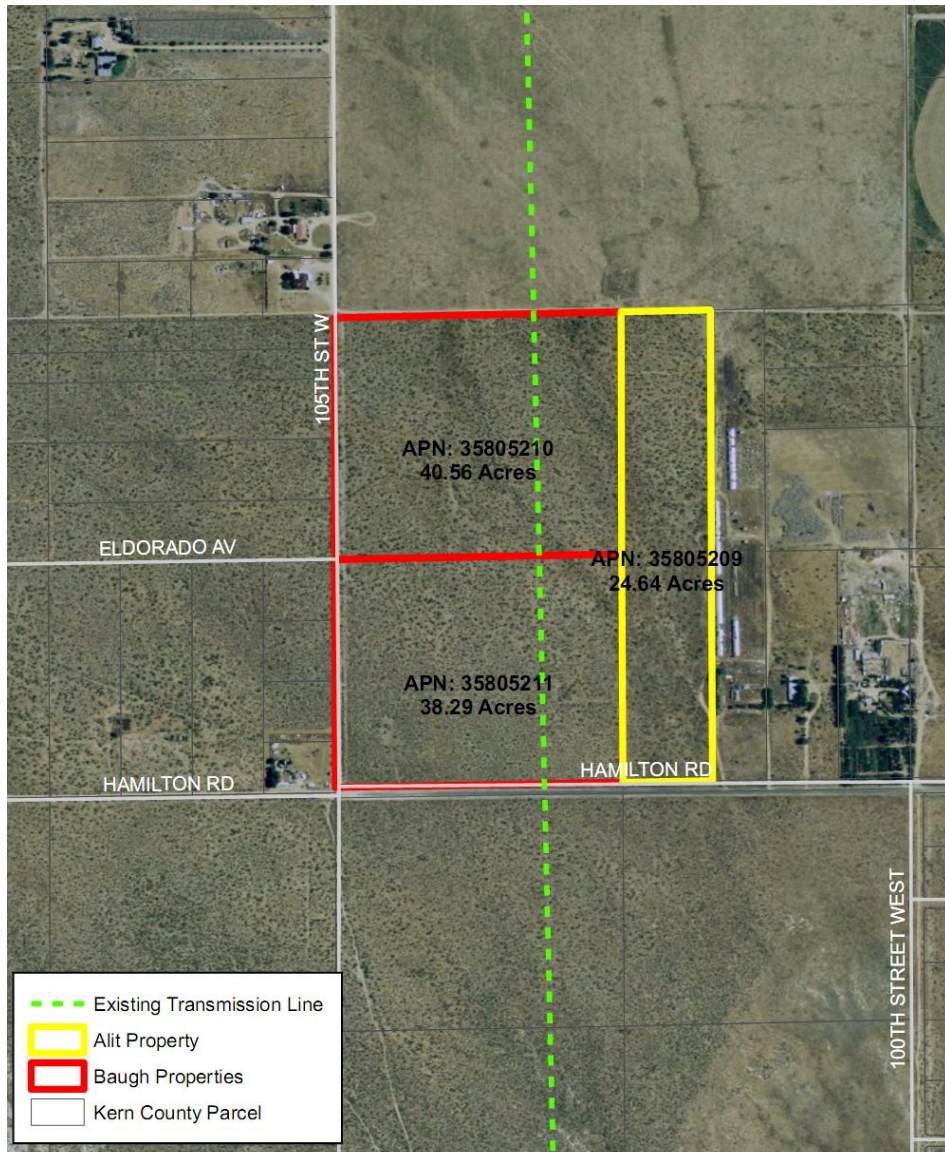 105TH ST W
APN: 35805210
40.56 Acres
ELDORADO AV
APN: 35805209
24.64 Acres
APN: 35805211
38.29 Acres
HAMILTON RD
HAMILTON RD
100TH STREET WEST
Existing Transmission Line
Alit Property
Baugh Properties
Kern County Parcel